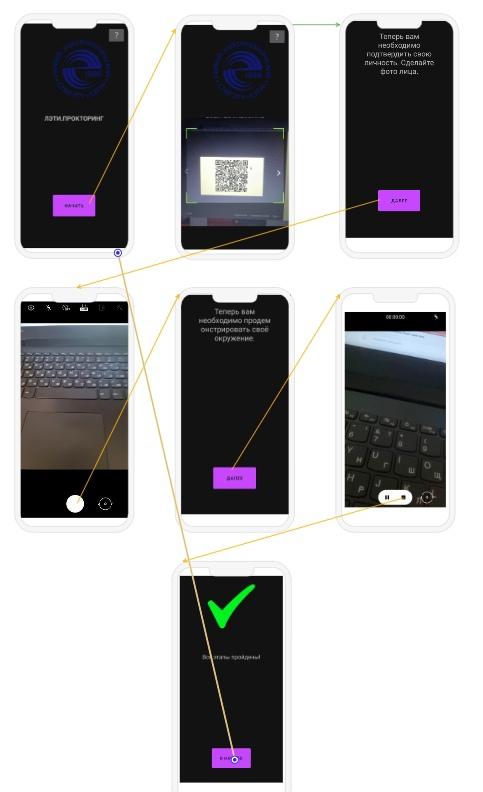 ?
ЛЭТИ.ПРОКТОРИНГ
НАЧАТЬ
?
Теперь вам
необходимо
подтвердить свою
личность. Сделайте
фото лица.
ДАЛЕЕ
Теперь вам
необходимо продем
онстрировать своё
окружение.
ДАЛЕЕ
00:00:00
Все этапы пройдены!